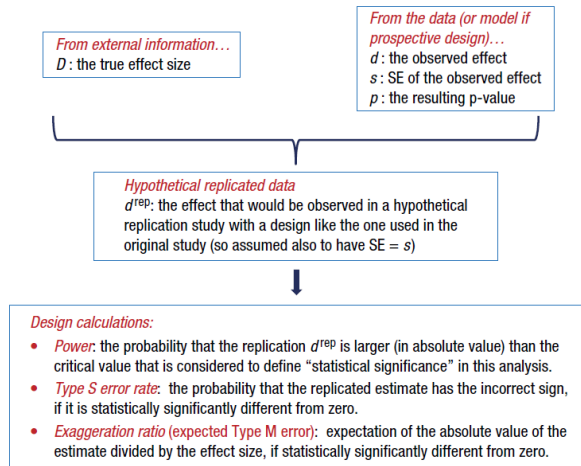 From external information…
D : the true effect size
From the data (or model if
prospective design)…
d : the observed effect
s : SE of the observed effect
p : the resulting p-value
Hypothetical replicated data
d^rep: the effect that would be observed in a hypothetical
replication study with a design like the one used in the
original study (so assumed also to have SE = s)
Design calculations:
• Power: the probability that the replication d^rep is larger (in absolute value) than the
critical value that is considered to define “statistical significance” in this analysis.
• Type S error rate: the probability that the replicated estimate has the incorrect sign,
if it is statistically significantly different from zero.
• Exaggeration ratio (expected Type M error): expectation of the absolute value of the
estimate divided by the effect size, if statistically significantly different from zero.